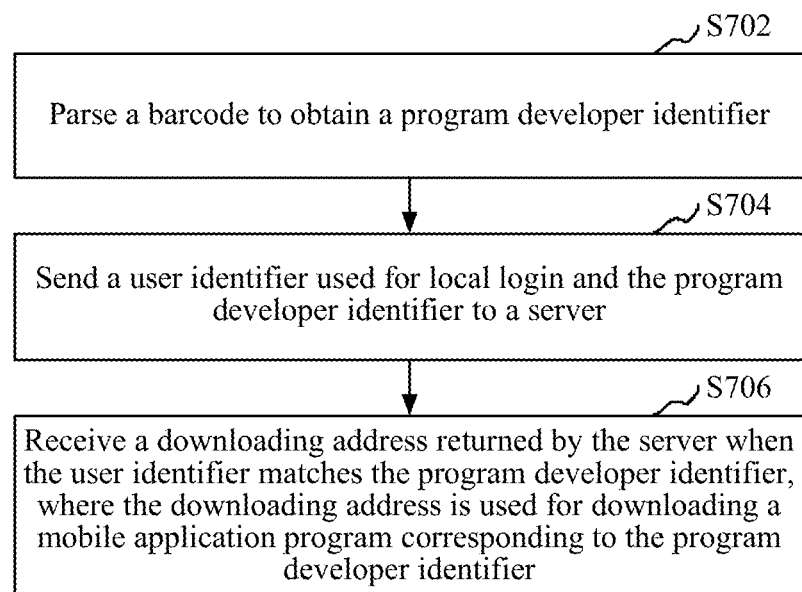 S702
Parse a barcode to obtain a program developer identifier
S704
Send a user identifier used for local login and the program
developer identifier to a server
S706
Receive a downloading address returned by the server when
the user identifier matches the program developer identifier,
where the downloading address is used for downloading a
mobile application program corresponding to the program
developer identifier